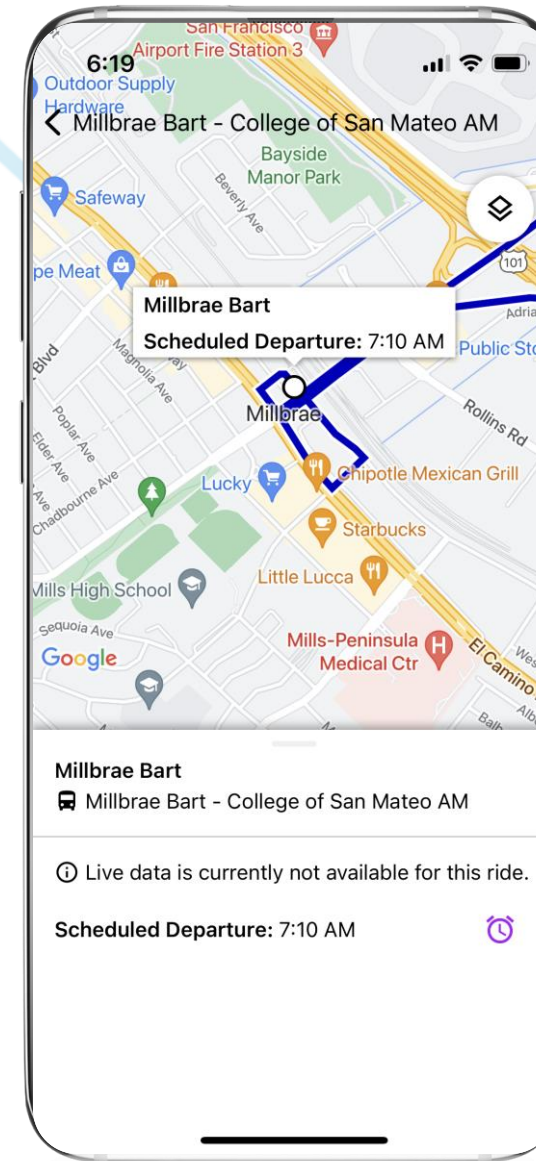 San Francisco
Airport Fire Station 3
6:19
Outdoor Supply
Hardware
Millbrae Bart - College of San Mateo AM
Bayside
Manor Park
Beverly Ave
Safeway
101
pe Meat
Adria
Millbrae Bart
Scheduled Departure: 7:10 AM
Public Sto
Blvd
Magnolia Ave
way
Millbrae
Rollins Rd
Poplar Ave
Elder Ave
Ave
Chadbourne Ave
Lucky
Chipotle Mexican Grill
Starbucks
Little Lucca
Mills High School
Sequoia Ave
Google
Mills-Peninsula
Medical Ctr
H
El Camino
Wes
Albu
Balb
Millbrae Bart
Millbrae Bart - College of San Mateo AM
Live data is currently not available for this ride.
Scheduled Departure: 7:10 AM